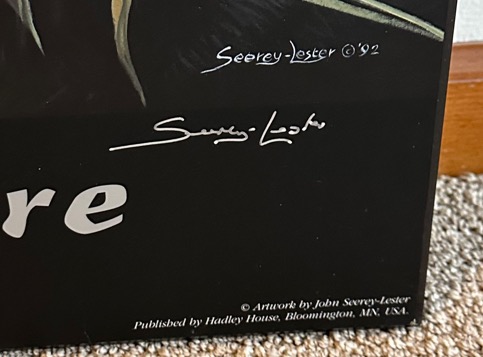 Seerey-Lester © '92
Seerey-Lester
re
© Artwork by John Seerey-Lester
Published by Hadley House, Bloomington, MN, USA.